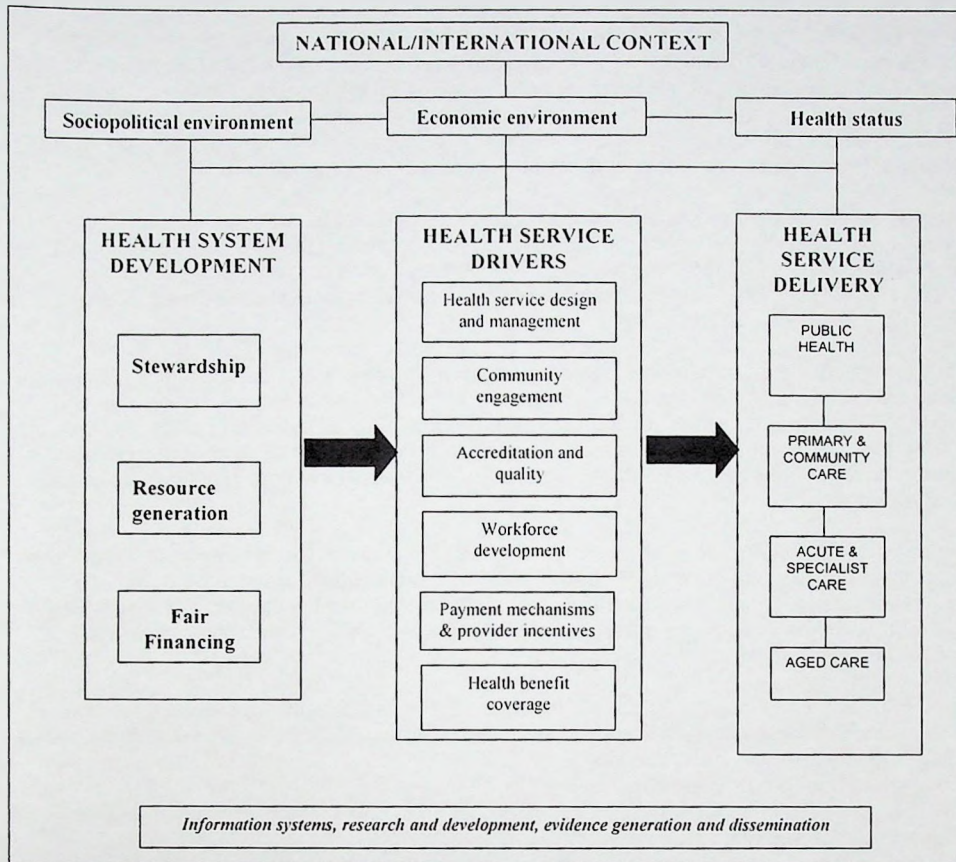 NATIONAL/INTERNATIONAL CONTEXT
Sociopolitical environment
Economic environment
Health status
HEALTH SYSTEM
DEVELOPMENT
Stewardship
Resource
generation
Fair
Financing
HEALTH SERVICE
DRIVERS
Health service design
and management
Community
engagement
Accreditation and
quality
Workforce
development
Payment mechanisms
& provider incentives
Health benefit
coverage
HEALTH
SERVICE
DELIVERY
PUBLIC
HEALTH
PRIMARY &
COMMUNITY
CARE
ACUTE &
SPECIALIST
CARE
AGED CARE
Information systems, research and development, evidence generation and dissemination